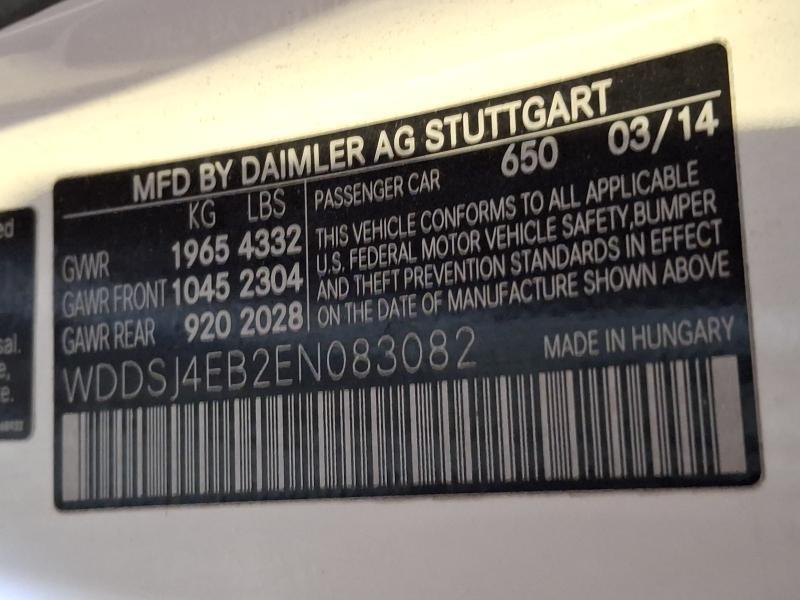 MFD BY DAIMLER AG STUTTGART
KG LBS
GVWR 1965 4332
GAWR FRONT 1045 2304
GAWR REAR 920 2028
PASSENGER CAR 650 03/14
THIS VEHICLE CONFORMS TO ALL APPLICABLE
U.S. FEDERAL MOTOR VEHICLE SAFETY,BUMPER
AND THEFT PREVENTION STANDARDS IN EFFECT
ON THE DATE OF MANUFACTURE SHOWN ABOVE
WDDSJ4EB2EN083082
MADE IN HUNGARY